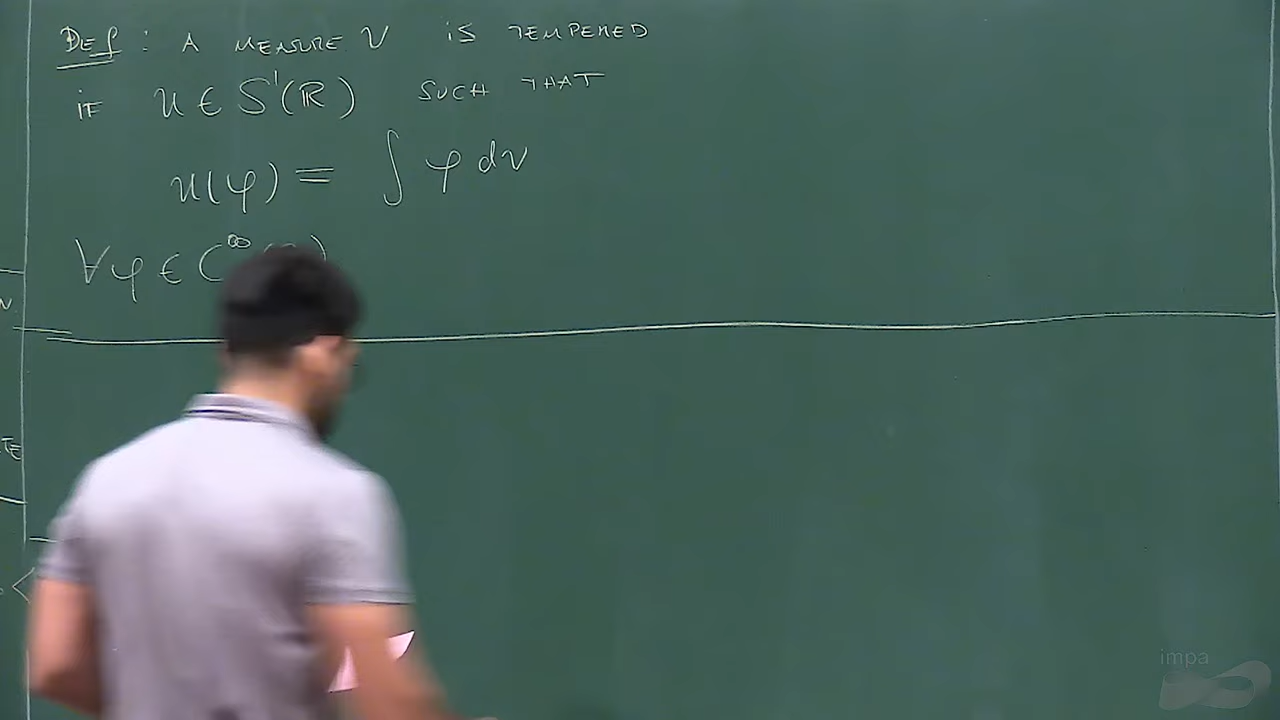 Def : A MEASURE ν IS TEMPERED
IF u ∈ S'(ℝ) SUCH THAT
u(φ) = ∫ φ dν
∀φ ∈ C^∞
impa